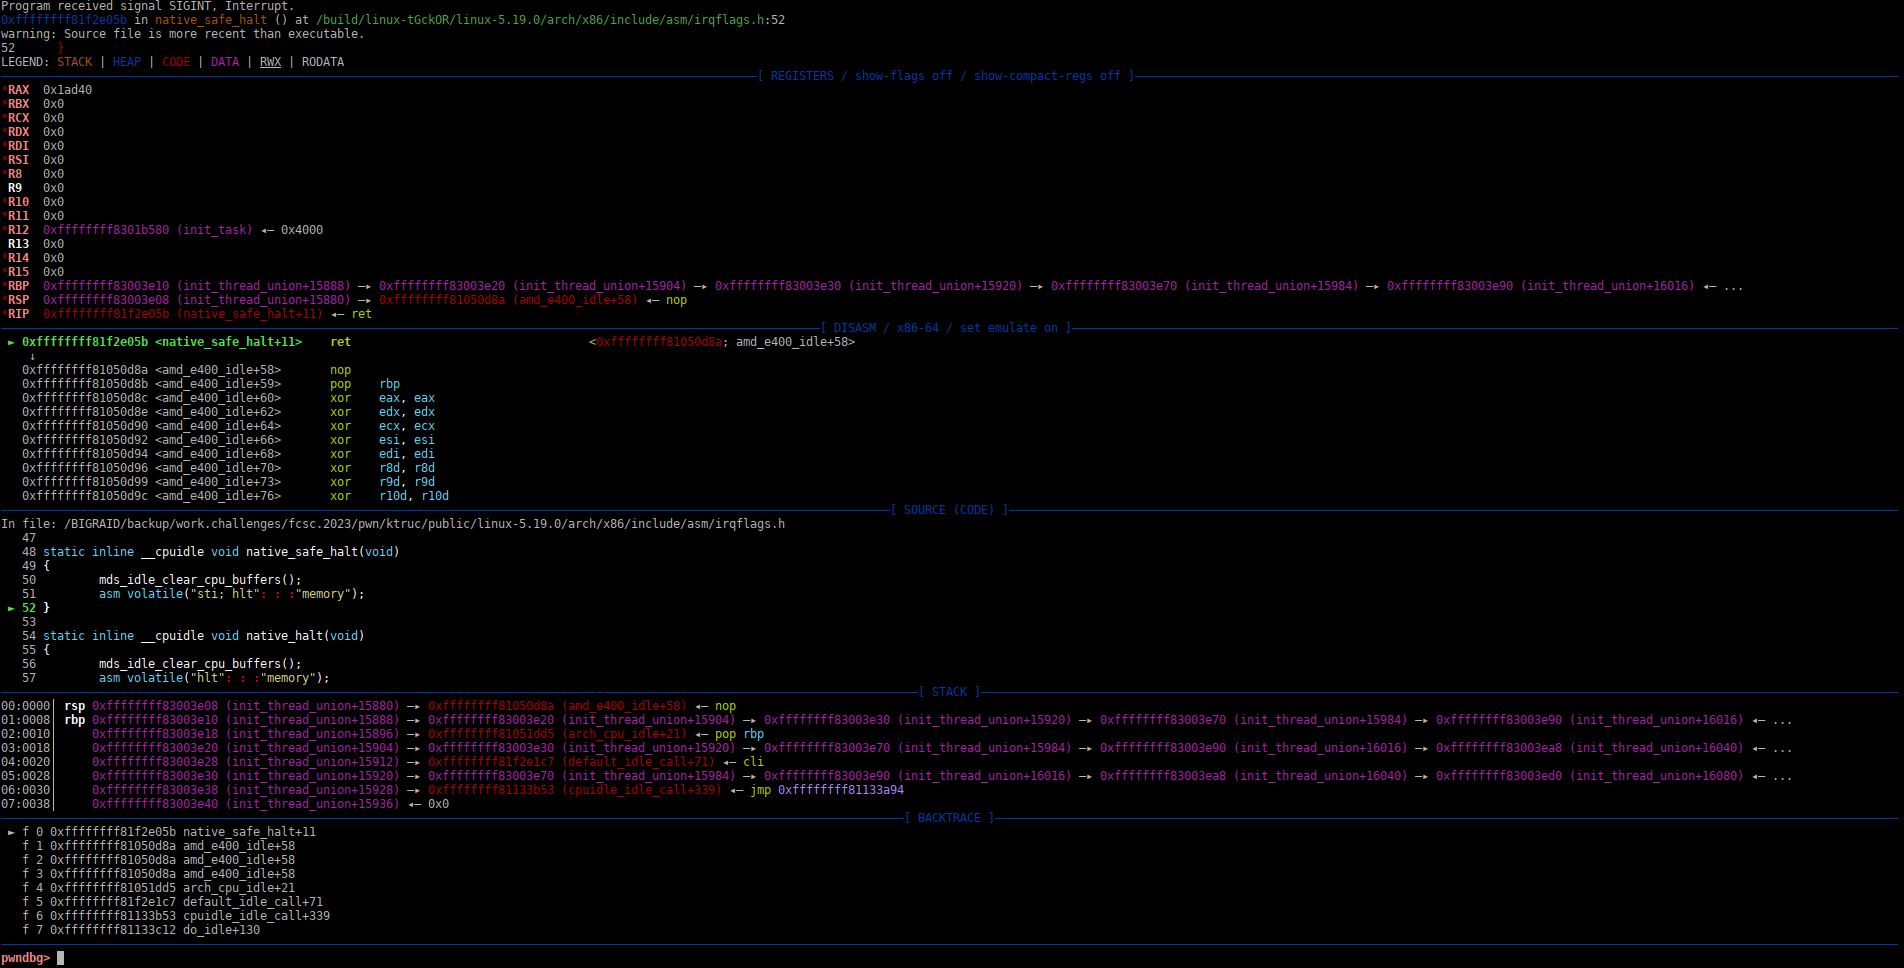 Program received signal SIGINT, Interrupt.
0xffffffff81f2e05b in native_safe_halt () at /build/linux-tGckOR/linux-5.19.0/arch/x86/include/asm/irqflags.h:52
warning: Source file is more recent than executable.
52 }
LEGEND: STACK | HEAP | CODE | DATA | RWX | RODATA
[ REGISTERS / show-flags off / show-compact-regs off ]
*RAX 0x1ad40
*RBX 0x0
*RCX 0x0
*RDX 0x0
*RDI 0x0
*RSI 0x0
*R8 0x0
R9 0x0
*R10 0x0
*R11 0x0
*R12 0xffffffff8301b580 (init_task) ◂— 0x4000
R13 0x0
*R14 0x0
*R15 0x0
*RBP 0xffffffff83003e10 (init_thread_union+15888) —▸ 0xffffffff83003e20 (init_thread_union+15904) —▸ 0xffffffff83003e30 (init_thread_union+15920) —▸ 0xffffffff83003e70 (init_thread_union+15984) —▸ 0xffffffff83003e90 (init_thread_union+16016) ◂— ...
*RSP 0xffffffff83003e08 (init_thread_union+15880) —▸ 0xffffffff81050d8a (amd_e400_idle+58) ◂— nop
*RIP 0xffffffff81f2e05b (native_safe_halt+11) ◂— ret
[ DISASM / x86-64 / set emulate on ]
► 0xffffffff81f2e05b <native_safe_halt+11> ret <0xffffffff81050d8a; amd_e400_idle+58>
↓
0xffffffff81050d8a <amd_e400_idle+58> nop
0xffffffff81050d8b <amd_e400_idle+59> pop rbp
0xffffffff81050d8c <amd_e400_idle+60> xor eax, eax
0xffffffff81050d8e <amd_e400_idle+62> xor edx, edx
0xffffffff81050d90 <amd_e400_idle+64> xor ecx, ecx
0xffffffff81050d92 <amd_e400_idle+66> xor esi, esi
0xffffffff81050d94 <amd_e400_idle+68> xor edi, edi
0xffffffff81050d96 <amd_e400_idle+70> xor r8d, r8d
0xffffffff81050d99 <amd_e400_idle+73> xor r9d, r9d
0xffffffff81050d9c <amd_e400_idle+76> xor r10d, r10d
[ SOURCE (CODE) ]
In file: /BIGRAID/backup/work.challenges/fcsc.2023/pwn/ktruc/public/linux-5.19.0/arch/x86/include/asm/irqflags.h
47
48 static inline __cpuidle void native_safe_halt(void)
49 {
50 mds_idle_clear_cpu_buffers();
51 asm volatile("sti; hlt": : :"memory");
► 52 }
53
54 static inline __cpuidle void native_halt(void)
55 {
56 mds_idle_clear_cpu_buffers();
57 asm volatile("hlt": : :"memory");
[ STACK ]
00:0000│ rsp 0xffffffff83003e08 (init_thread_union+15880) —▸ 0xffffffff81050d8a (amd_e400_idle+58) ◂— nop
01:0008│ rbp 0xffffffff83003e10 (init_thread_union+15888) —▸ 0xffffffff83003e20 (init_thread_union+15904) —▸ 0xffffffff83003e30 (init_thread_union+15920) —▸ 0xffffffff83003e70 (init_thread_union+15984) —▸ 0xffffffff83003e90 (init_thread_union+16016) ◂— ...
02:0010│ 0xffffffff83003e18 (init_thread_union+15896) —▸ 0xffffffff81051dd5 (arch_cpu_idle+21) ◂— pop rbp
03:0018│ 0xffffffff83003e20 (init_thread_union+15904) —▸ 0xffffffff83003e30 (init_thread_union+15920) —▸ 0xffffffff83003e70 (init_thread_union+15984) —▸ 0xffffffff83003e90 (init_thread_union+16016) —▸ 0xffffffff83003ea8 (init_thread_union+16040) ◂— ...
04:0020│ 0xffffffff83003e28 (init_thread_union+15912) —▸ 0xffffffff81f2e1c7 (default_idle_call+71) ◂— cli
05:0028│ 0xffffffff83003e30 (init_thread_union+15920) —▸ 0xffffffff83003e70 (init_thread_union+15984) —▸ 0xffffffff83003e90 (init_thread_union+16016) —▸ 0xffffffff83003ea8 (init_thread_union+16040) —▸ 0xffffffff83003ed0 (init_thread_union+16080) ◂— ...
06:0030│ 0xffffffff83003e38 (init_thread_union+15928) —▸ 0xffffffff81133b53 (cpuidle_idle_call+339) ◂— jmp 0xffffffff81133a94
07:0038│ 0xffffffff83003e40 (init_thread_union+15936) ◂— 0x0
[ BACKTRACE ]
► f 0 0xffffffff81f2e05b native_safe_halt+11
f 1 0xffffffff81050d8a amd_e400_idle+58
f 2 0xffffffff81050d8a amd_e400_idle+58
f 3 0xffffffff81050d8a amd_e400_idle+58
f 4 0xffffffff81051dd5 arch_cpu_idle+21
f 5 0xffffffff81f2e1c7 default_idle_call+71
f 6 0xffffffff81133b53 cpuidle_idle_call+339
f 7 0xffffffff81133c12 do_idle+130
pwndbg>